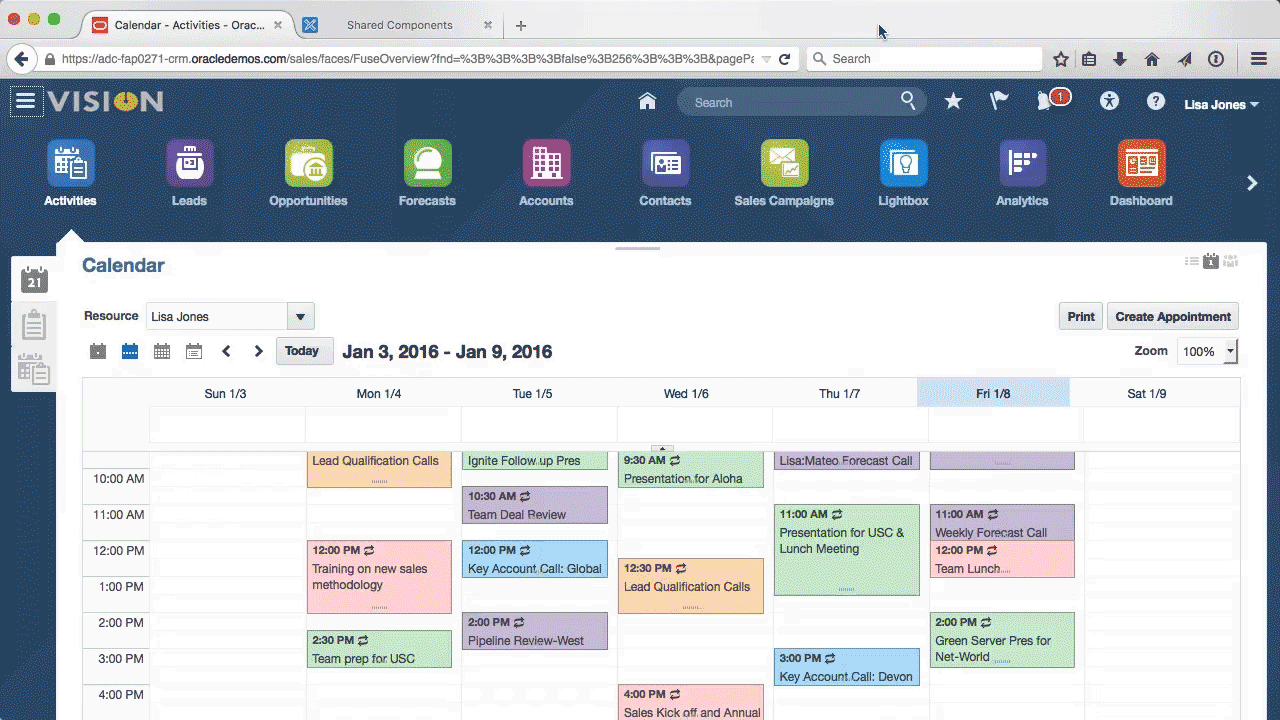 Calendar - Activities - Orac...
Shared Components
https://adc-fap0271-crm.oracledemos.com/sales/faces/FuseOverview?fnd=%3B%3B%3B%3Bfalse%3B256%3B%3B%3B&pagePa
Search
VISION
Search
1
Lisa Jones
Activities
Leads
Opportunities
Forecasts
Accounts
Contacts
Sales Campaigns
Lightbox
Analytics
Dashboard
21
Calendar
1
Resource
Lisa Jones
Print
Create Appointment
Today
Jan 3, 2016 - Jan 9, 2016
Zoom
100%
Sun 1/3
Mon 1/4
Tue 1/5
Wed 1/6
Thu 1/7
Fri 1/8
Sat 1/9
10:00 AM
11:00 AM
12:00 PM
1:00 PM
2:00 PM
3:00 PM
4:00 PM
Lead Qualification Calls
12:00 PM
Training on new sales
methodology
2:30 PM
Team prep for USC
Ignite Follow up Pres
10:30 AM
Team Deal Review
12:00 PM
Key Account Call: Global
2:00 PM
Pipeline Review-West
9:30 AM
Presentation for Aloha
12:30 PM
Lead Qualification Calls
4:00 PM
Sales Kick off and Annual
Lisa:Mateo Forecast Call
11:00 AM
Presentation for USC &
Lunch Meeting
3:00 PM
Key Account Call: Devon
11:00 AM
Weekly Forecast Call
12:00 PM
Team Lunch
2:00 PM
Green Server Pres for
Net-World